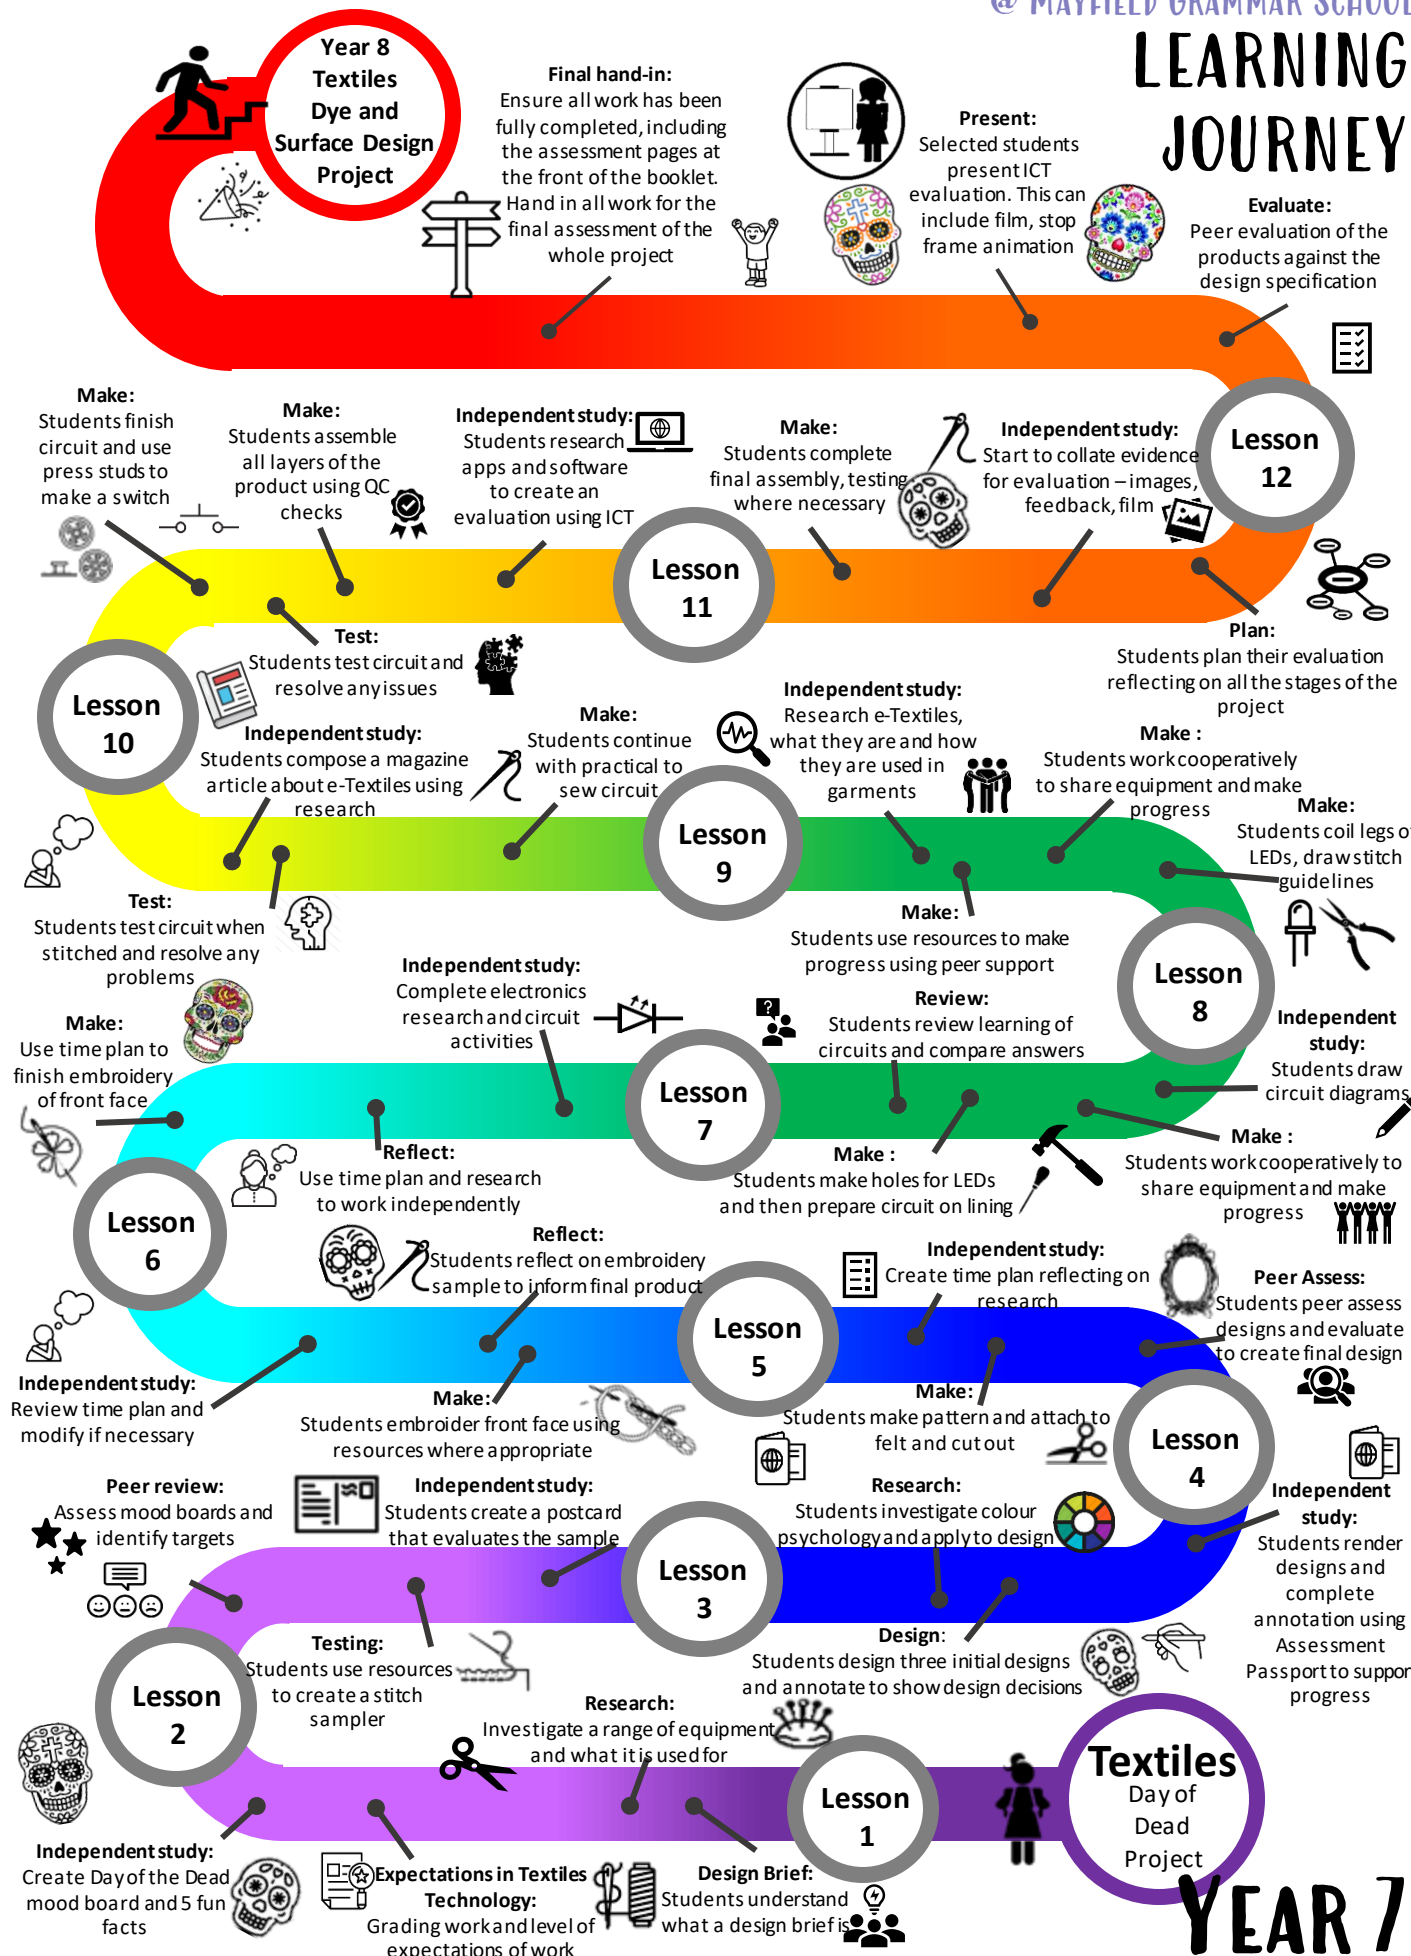 @ MAYFIELD GRAMMAR SCHOOL
LEARNING
JOURNEY
Year 8
Textiles
Dye and
Surface Design
Project
Final hand-in:
Ensure all work has been
fully completed, including
the assessment pages at
the front of the booklet.
Hand in all work for the
final assessment of the
whole project
Present:
Selected students
present ICT
evaluation. This can
include film, stop
frame animation
Evaluate:
Peer evaluation of the
products against the
design specification
Make:
Students finish
circuit and use
press studs to
make a switch
Make:
Students assemble
all layers of the
product using QC
checks
Independent study:
Students research
apps and software
to create an
evaluation using ICT
Make:
Students complete
final assembly, testing
where necessary
Independent study:
Start to collate evidence
for evaluation – images,
feedback, film
Lesson
12
Lesson
11
Test:
Students test circuit and
resolve any issues
Plan:
Students plan their evaluation
reflecting on all the stages of the
project
Lesson
10
Independent study:
Students compose a magazine
article about e-Textiles using
research
Make:
Students continue
with practical to
sew circuit
Independent study:
Research e-Textiles,
what they are and how
they are used in
garments
Make :
Students work cooperatively
to share equipment and make
progress
Make:
Students coil legs of
LEDs, draw stitch
guidelines
Lesson
9
Test:
Students test circuit when
stitched and resolve any
problems
Make:
Students use resources to make
progress using peer support
Lesson
8
Make:
Use time plan to
finish embroidery
of front face
Independent study:
Complete electronics
research and circuit
activities
Review:
Students review learning of
circuits and compare answers
Independent
study:
Students draw
circuit diagrams
Lesson
7
Reflect:
Use time plan and research
to work independently
Make :
Students make holes for LEDs
and then prepare circuit on lining
Make :
Students work cooperatively to
share equipment and make
progress
Lesson
6
Reflect:
Students reflect on embroidery
sample to inform final product
Independent study:
Create time plan reflecting on
research
Peer Assess:
Students peer assess
designs and evaluate
to create final design
Lesson
5
Independent study:
Review time plan and
modify if necessary
Make:
Students embroider front face using
resources where appropriate
Make:
Students make pattern and attach to
felt and cut out
Lesson
4
Peer review:
Assess mood boards and
identify targets
Independent study:
Students create a postcard
that evaluates the sample
Research:
Students investigate colour
psychology and apply to design
Independent
study:
Students render
designs and
complete
annotation using
Assessment
Passport to support
progress
Lesson
3
Testing:
Students use resources
to create a stitch
sampler
Design:
Students design three initial designs
and annotate to show design decisions
Lesson
2
Research:
Investigate a range of equipment
and what it is used for
Lesson
1
Textiles
Day of
Dead
Project
Independent study:
Create Day of the Dead
mood board and 5 fun
facts
Expectations in Textiles
Technology:
Grading work and level of
expectations of work
Design Brief:
Students understand
what a design brief is
YEAR 7